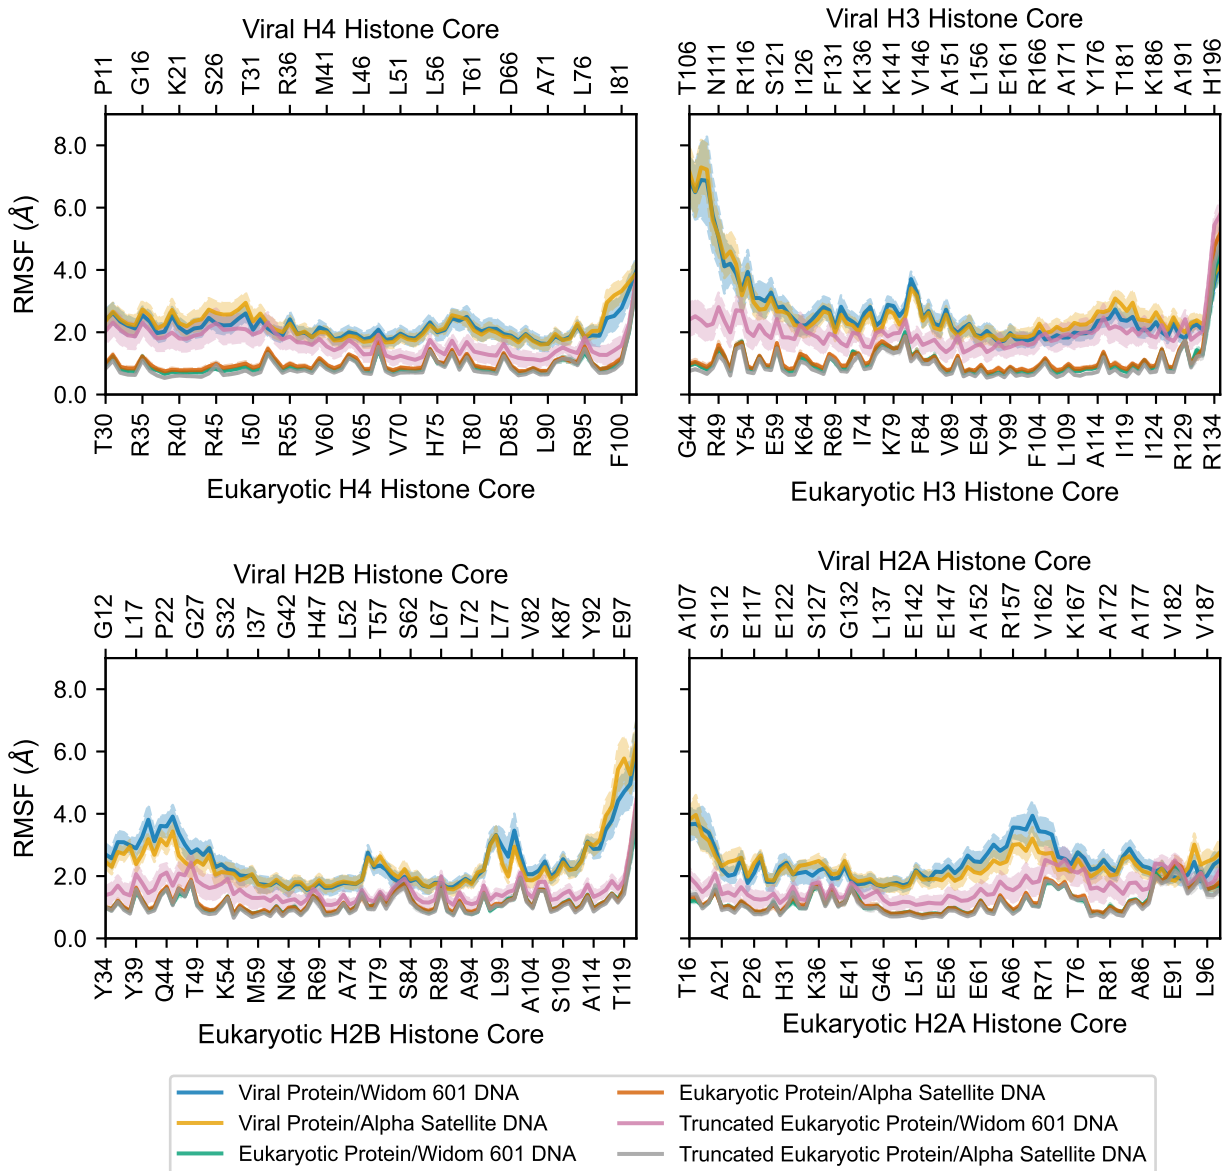 Viral H4 Histone Core
P11 G16 K21 S26 T31 R36 M41 L46 L51 L56 T61 D66 A71 L76 I81
RMSF (Å)
8.0
6.0
4.0
2.0
0.0
T30 R35 R40 R45 I50 R55 V60 V65 V70 H75 T80 D85 L90 R95 F100
Eukaryotic H4 Histone Core
Viral H3 Histone Core
T106 N111 R116 S121 I126 F131 K136 K141 V146 A151 L156 E161 R166 A171 Y176 T181 K186 A191 H196
G44 R49 Y54 E59 K64 R69 I74 K79 F84 V89 E94 Y99 F104 L109 A114 I119 I124 R129 R134
Eukaryotic H3 Histone Core
Viral H2B Histone Core
G12 L17 P22 G27 S32 I37 G42 H47 L52 T57 S62 L67 L72 L77 V82 K87 Y92 E97
RMSF (Å)
8.0
6.0
4.0
2.0
0.0
Y34 Y39 Q44 T49 K54 M59 N64 R69 A74 H79 S84 R89 A94 L99 A104 S109 A114 T119
Eukaryotic H2B Histone Core
Viral H2A Histone Core
A107 S112 E117 E122 S127 G132 L137 E142 E147 A152 R157 V162 K167 A172 A177 V182 V187
T16 A21 P26 H31 K36 E41 G46 L51 E56 E61 A66 R71 T76 R81 A86 E91 L96
Eukaryotic H2A Histone Core
Viral Protein/Widom 601 DNA
Viral Protein/Alpha Satellite DNA
Eukaryotic Protein/Widom 601 DNA
Eukaryotic Protein/Alpha Satellite DNA
Truncated Eukaryotic Protein/Widom 601 DNA
Truncated Eukaryotic Protein/Alpha Satellite DNA